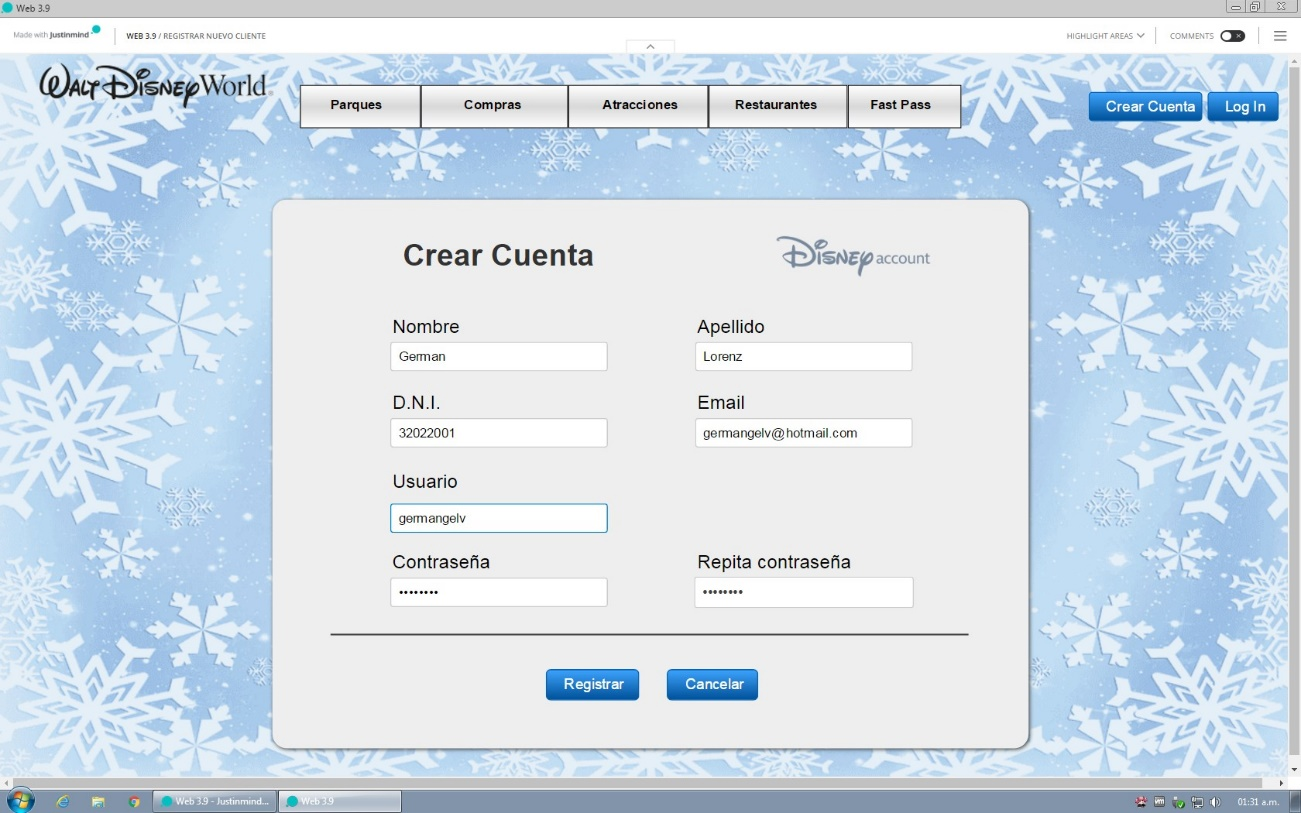 Web 3.9
Made with Justinmind
WEB 3.9 / REGISTRAR NUEVO CLIENTE
HIGHLIGHT AREAS
COMMENTS
WALT DISNEY World
Parques
Compras
Atracciones
Restaurantes
Fast Pass
Crear Cuenta
Log In
Crear Cuenta
DISNEY account
Nombre
Apellido
German
Lorenz
D.N.I.
Email
32022001
germangelv@hotmail.com
Usuario
germangelv
Contraseña
Repita contraseña
••••••••
••••••••
Registrar
Cancelar
Web 3.9 - Justinmind...
Web 3.9
01:31 a.m.